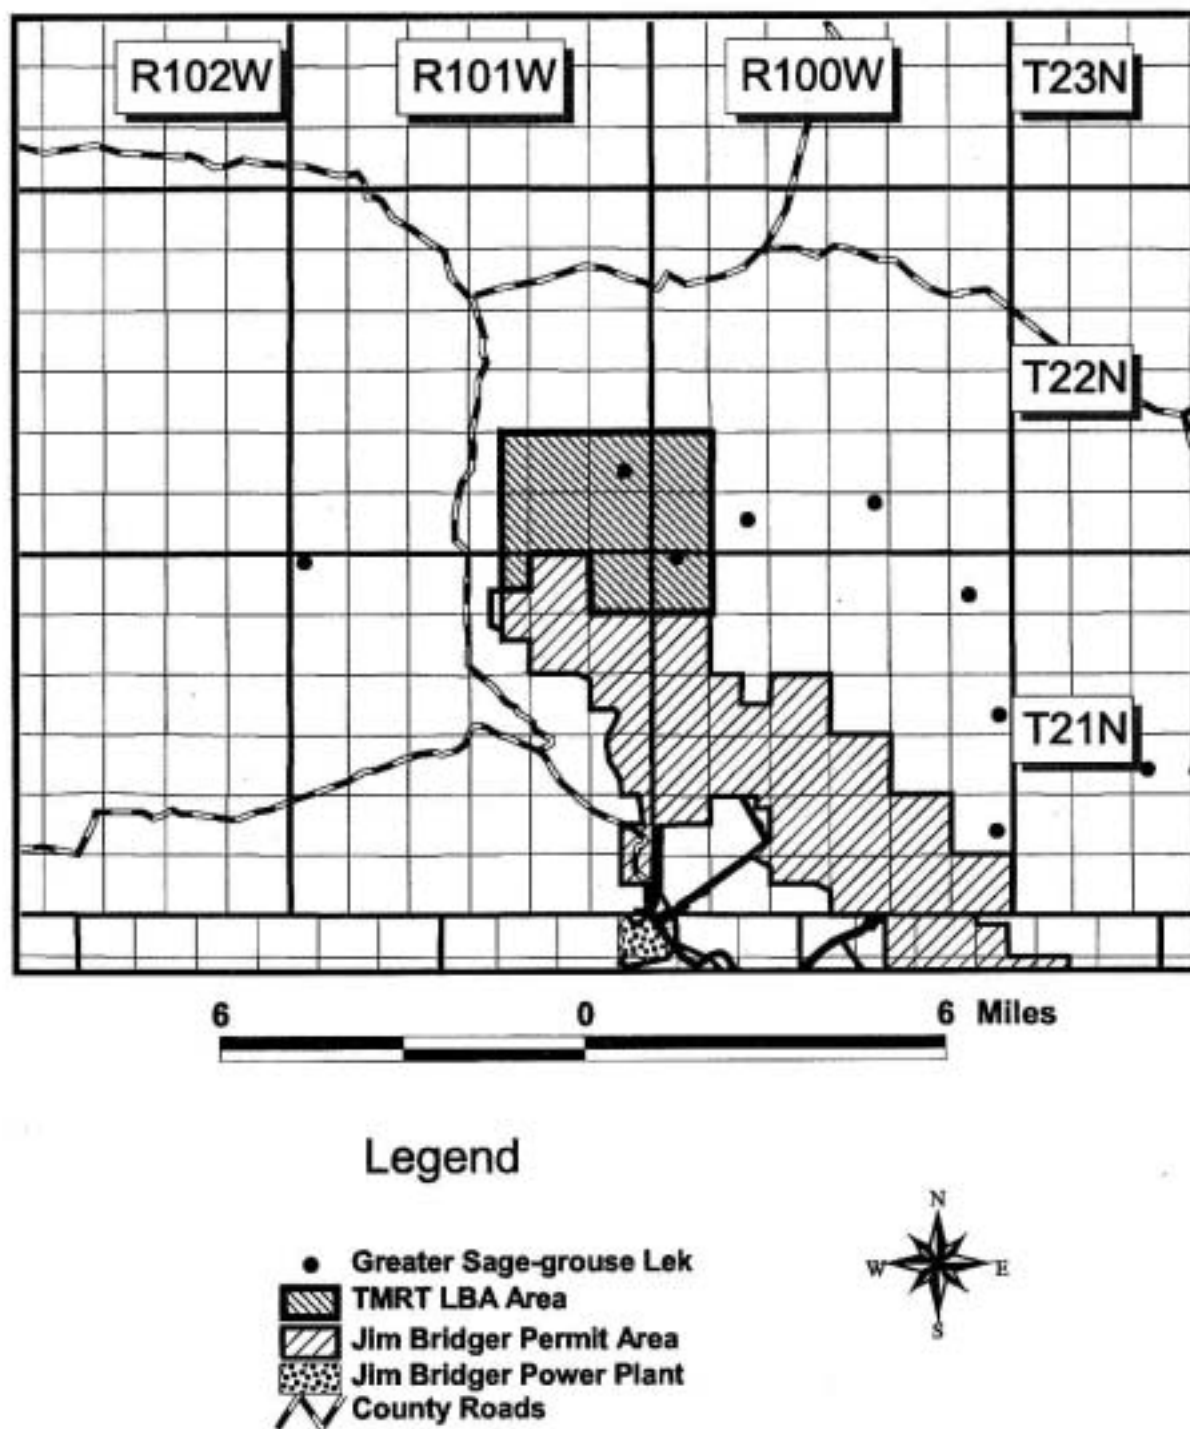 R102W R101W R100W T23N
T22N
T21N
6 0 6 Miles
Legend
N
W E
S
Greater Sage-grouse Lek
TMRT LBA Area
Jim Bridger Permit Area
Jim Bridger Power Plant
County Roads